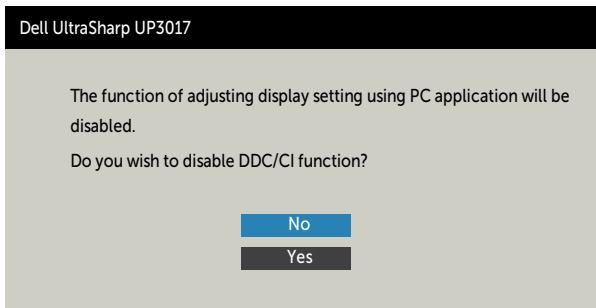 Dell UltraSharp UP3017
The function of adjusting display setting using PC application will be
disabled.
Do you wish to disable DDC/CI function?
No
Yes